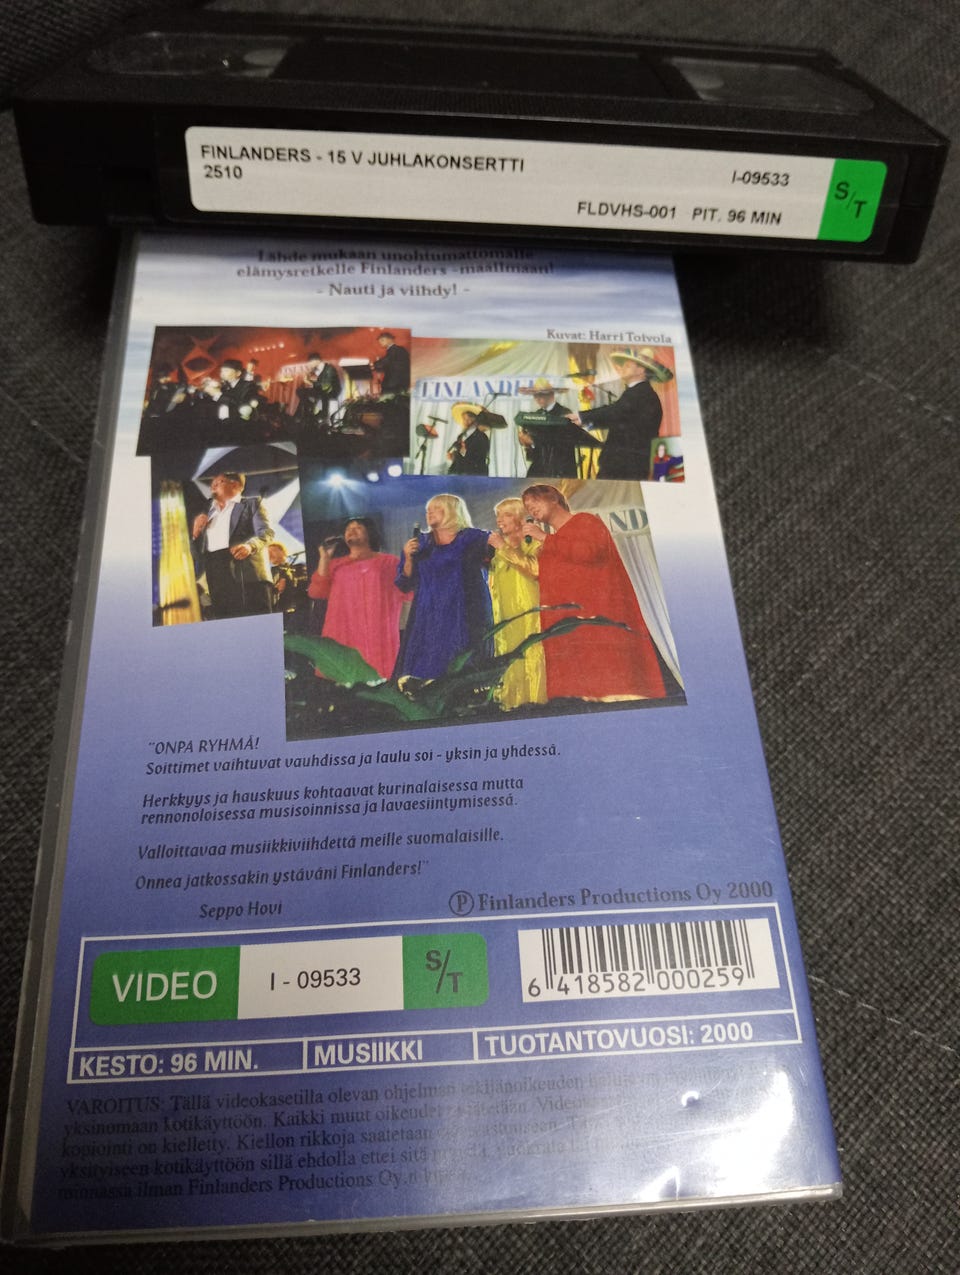 FINLANDERS - 15 V JUHLAKONSERTTI
2510
I-09533
FLDVHS-001 PIT. 96 MIN
S/T
Lähde mukaan unohtumattomalle
elämysretkelle Finlanders -maailmaan!
- Nauti ja viihdy! -
Kuvat: Harri Toivola
FINLANDERS
"ONPA RYHMÄ!
Soittimet vaihtuvat vauhdissa ja laulu soi - yksin ja yhdessä.
Herkkyys ja hauskuus kohtaavat kurinalaisessa mutta
rennonoloisessa musisoinnissa ja lavaesiintymisessä.
Valloittavaa musiikkiviihdettä meille suomalaisille.
Onnea jatkossakin ystäväni Finlanders!"
Seppo Hovi
Ⓟ Finlanders Productions Oy 2000
VIDEO I - 09533 S/T
6 418582 000259
KESTO: 96 MIN. MUSIIKKI TUOTANTOVUOSI: 2000
VAROITUS: Tällä videokasetilla olevan ohjelman tekijänoikeuden
yksinomaan kotikäyttöön. Kaikki muut oikeudet
kopiointi on kielletty. Kiellon rikkoja saatetaan
yksityiseen kotikäyttöön sillä ehdolla ettei sitä
muinassa ilman Finlanders Productions Oy:n